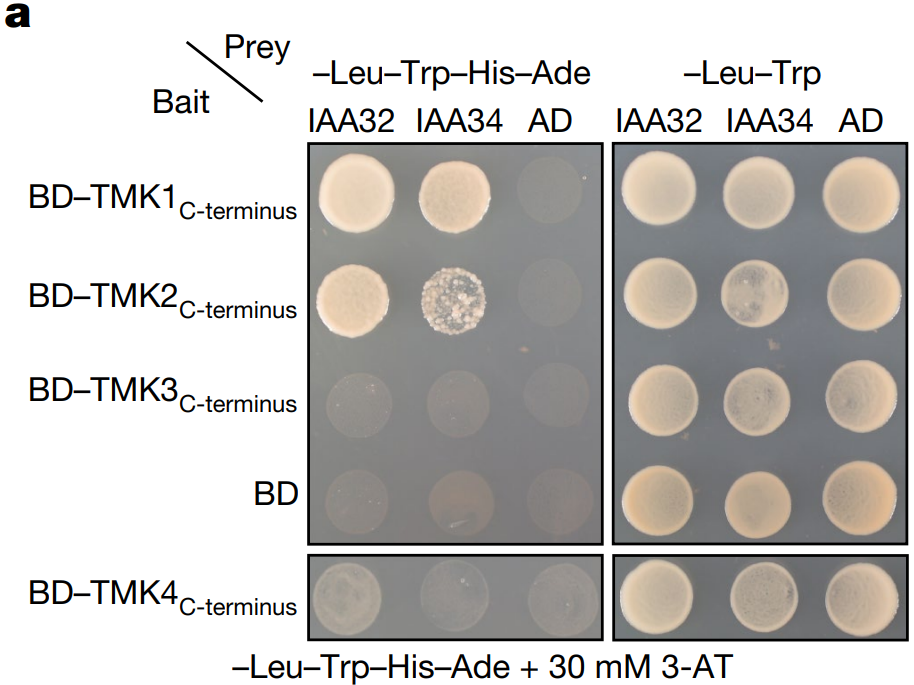 a
Prey
Bait
–Leu–Trp–His–Ade –Leu–Trp
IAA32 IAA34 AD IAA32 IAA34 AD
BD–TMK1C-terminus
BD–TMK2C-terminus
BD–TMK3C-terminus
BD
BD–TMK4C-terminus
–Leu–Trp–His–Ade + 30 mM 3-AT